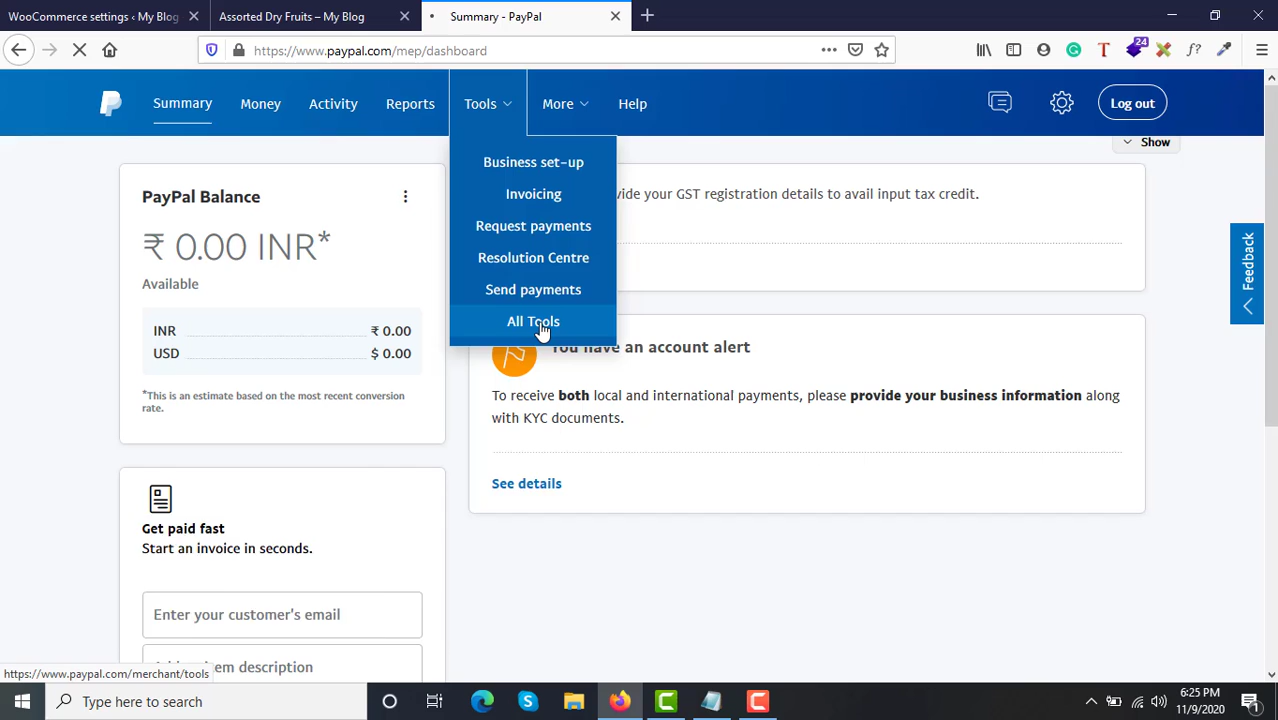 WooCommerce settings ‹ My Blog
Assorted Dry Fruits – My Blog
Summary - PayPal
https://www.paypal.com/mep/dashboard
24
Summary
Money
Activity
Reports
Tools
More
Help
Log out
Show
Business set-up
Invoicing
Request payments
Resolution Centre
Send payments
All Tools
PayPal Balance
₹ 0.00 INR*
Available
INR ₹ 0.00
USD $ 0.00
*This is an estimate based on the most recent conversion
rate.
vide your GST registration details to avail input tax credit.
You have an account alert
To receive both local and international payments, please provide your business information along
with KYC documents.
See details
Feedback
Get paid fast
Start an invoice in seconds.
Enter your customer's email
item description
https://www.paypal.com/merchant/tools
Type here to search
6:25 PM
11/9/2020
1